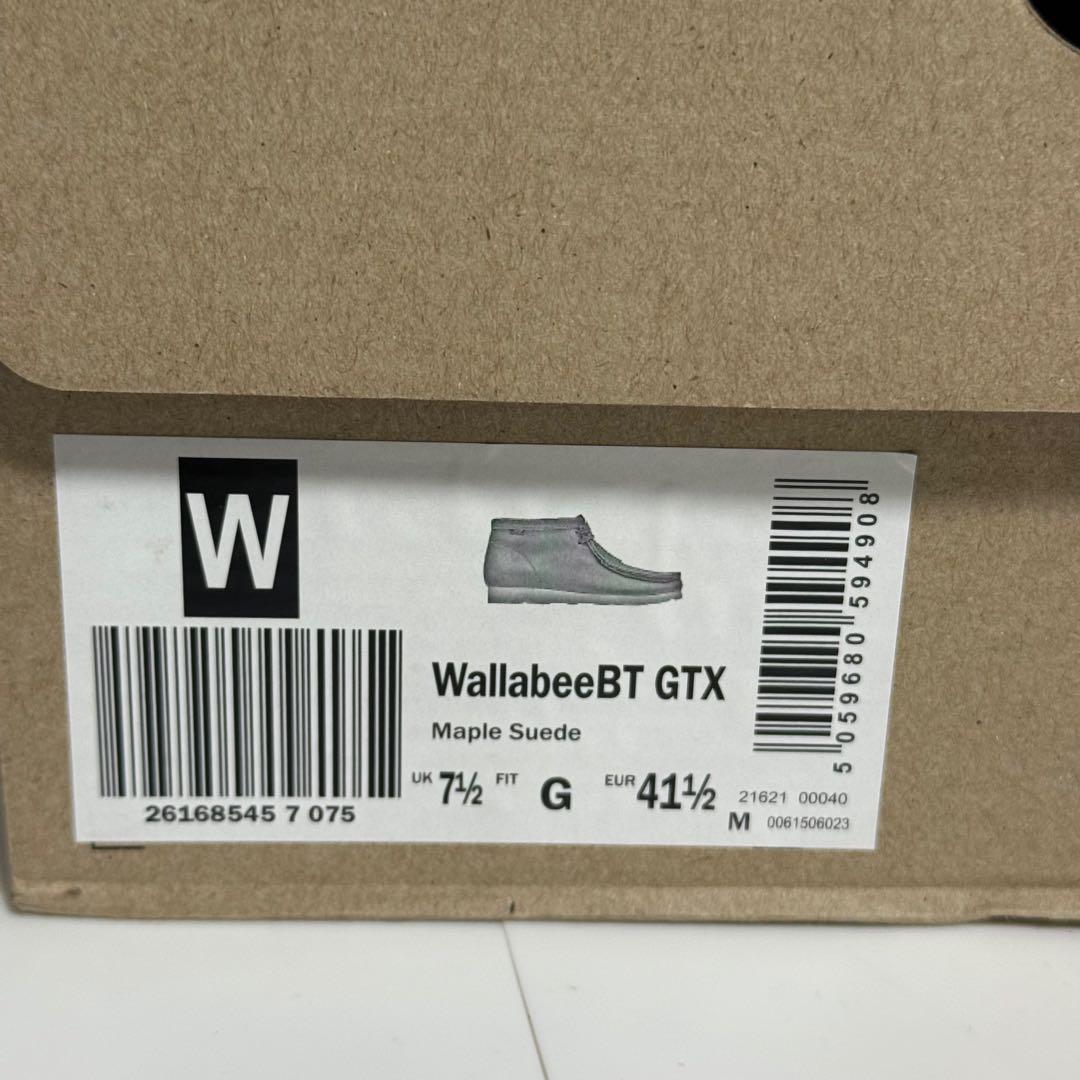 W
26168545 7 075
WallabeeBT GTX
Maple Suede
UK 7½ FIT G EUR 41½
21621 00040
M 0061506023
5 059680 594908